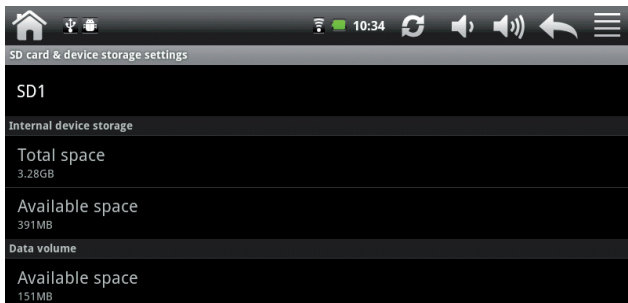 10:34
SD card & device storage settings
SD1
Internal device storage
Total space
3.28GB
Available space
391MB
Data volume
Available space
151MB